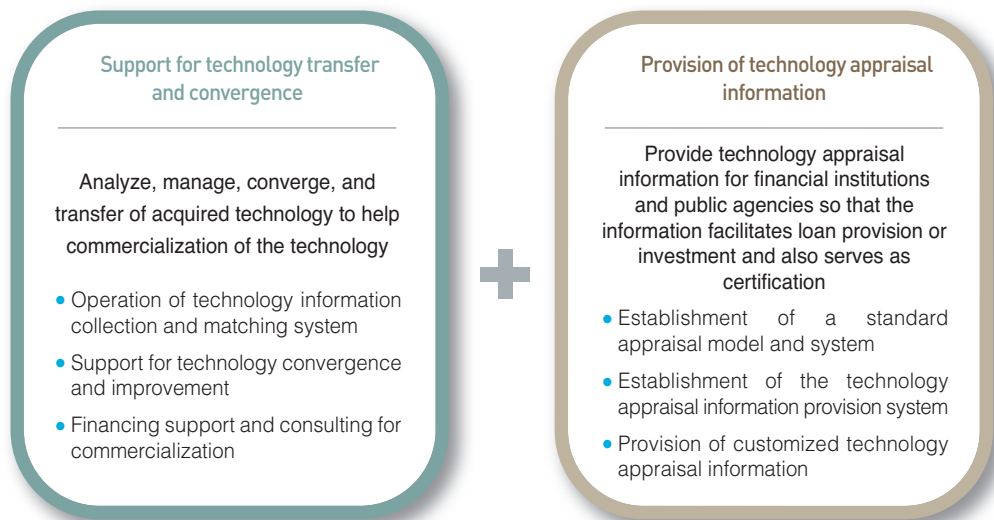 Support for technology transfer
and convergence
Analyze, manage, converge, and
transfer of acquired technology to help
commercialization of the technology
• Operation of technology information
collection and matching system
• Support for technology convergence
and improvement
• Financing support and consulting for
commercialization
Provision of technology appraisal
information
Provide technology appraisal
information for financial institutions
and public agencies so that the
information facilitates loan provision or
investment and also serves as
certification
• Establishment of a standard
appraisal model and system
• Establishment of the technology
appraisal information provision system
• Provision of customized technology
appraisal information